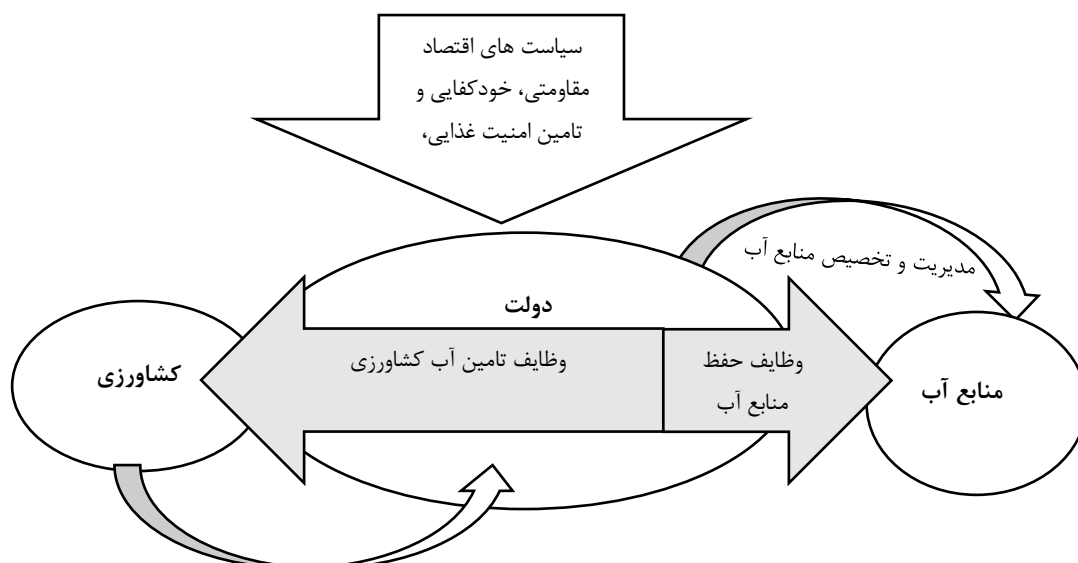 سیاست های اقتصاد
مقاومتی، خودکفایی و
تامین امنیت غذایی،
مدیریت و تخصیص منابع آب
دولت
وظایف حفظ
منابع آب
وظایف تامین آب کشاورزی
منابع آب
کشاورزی